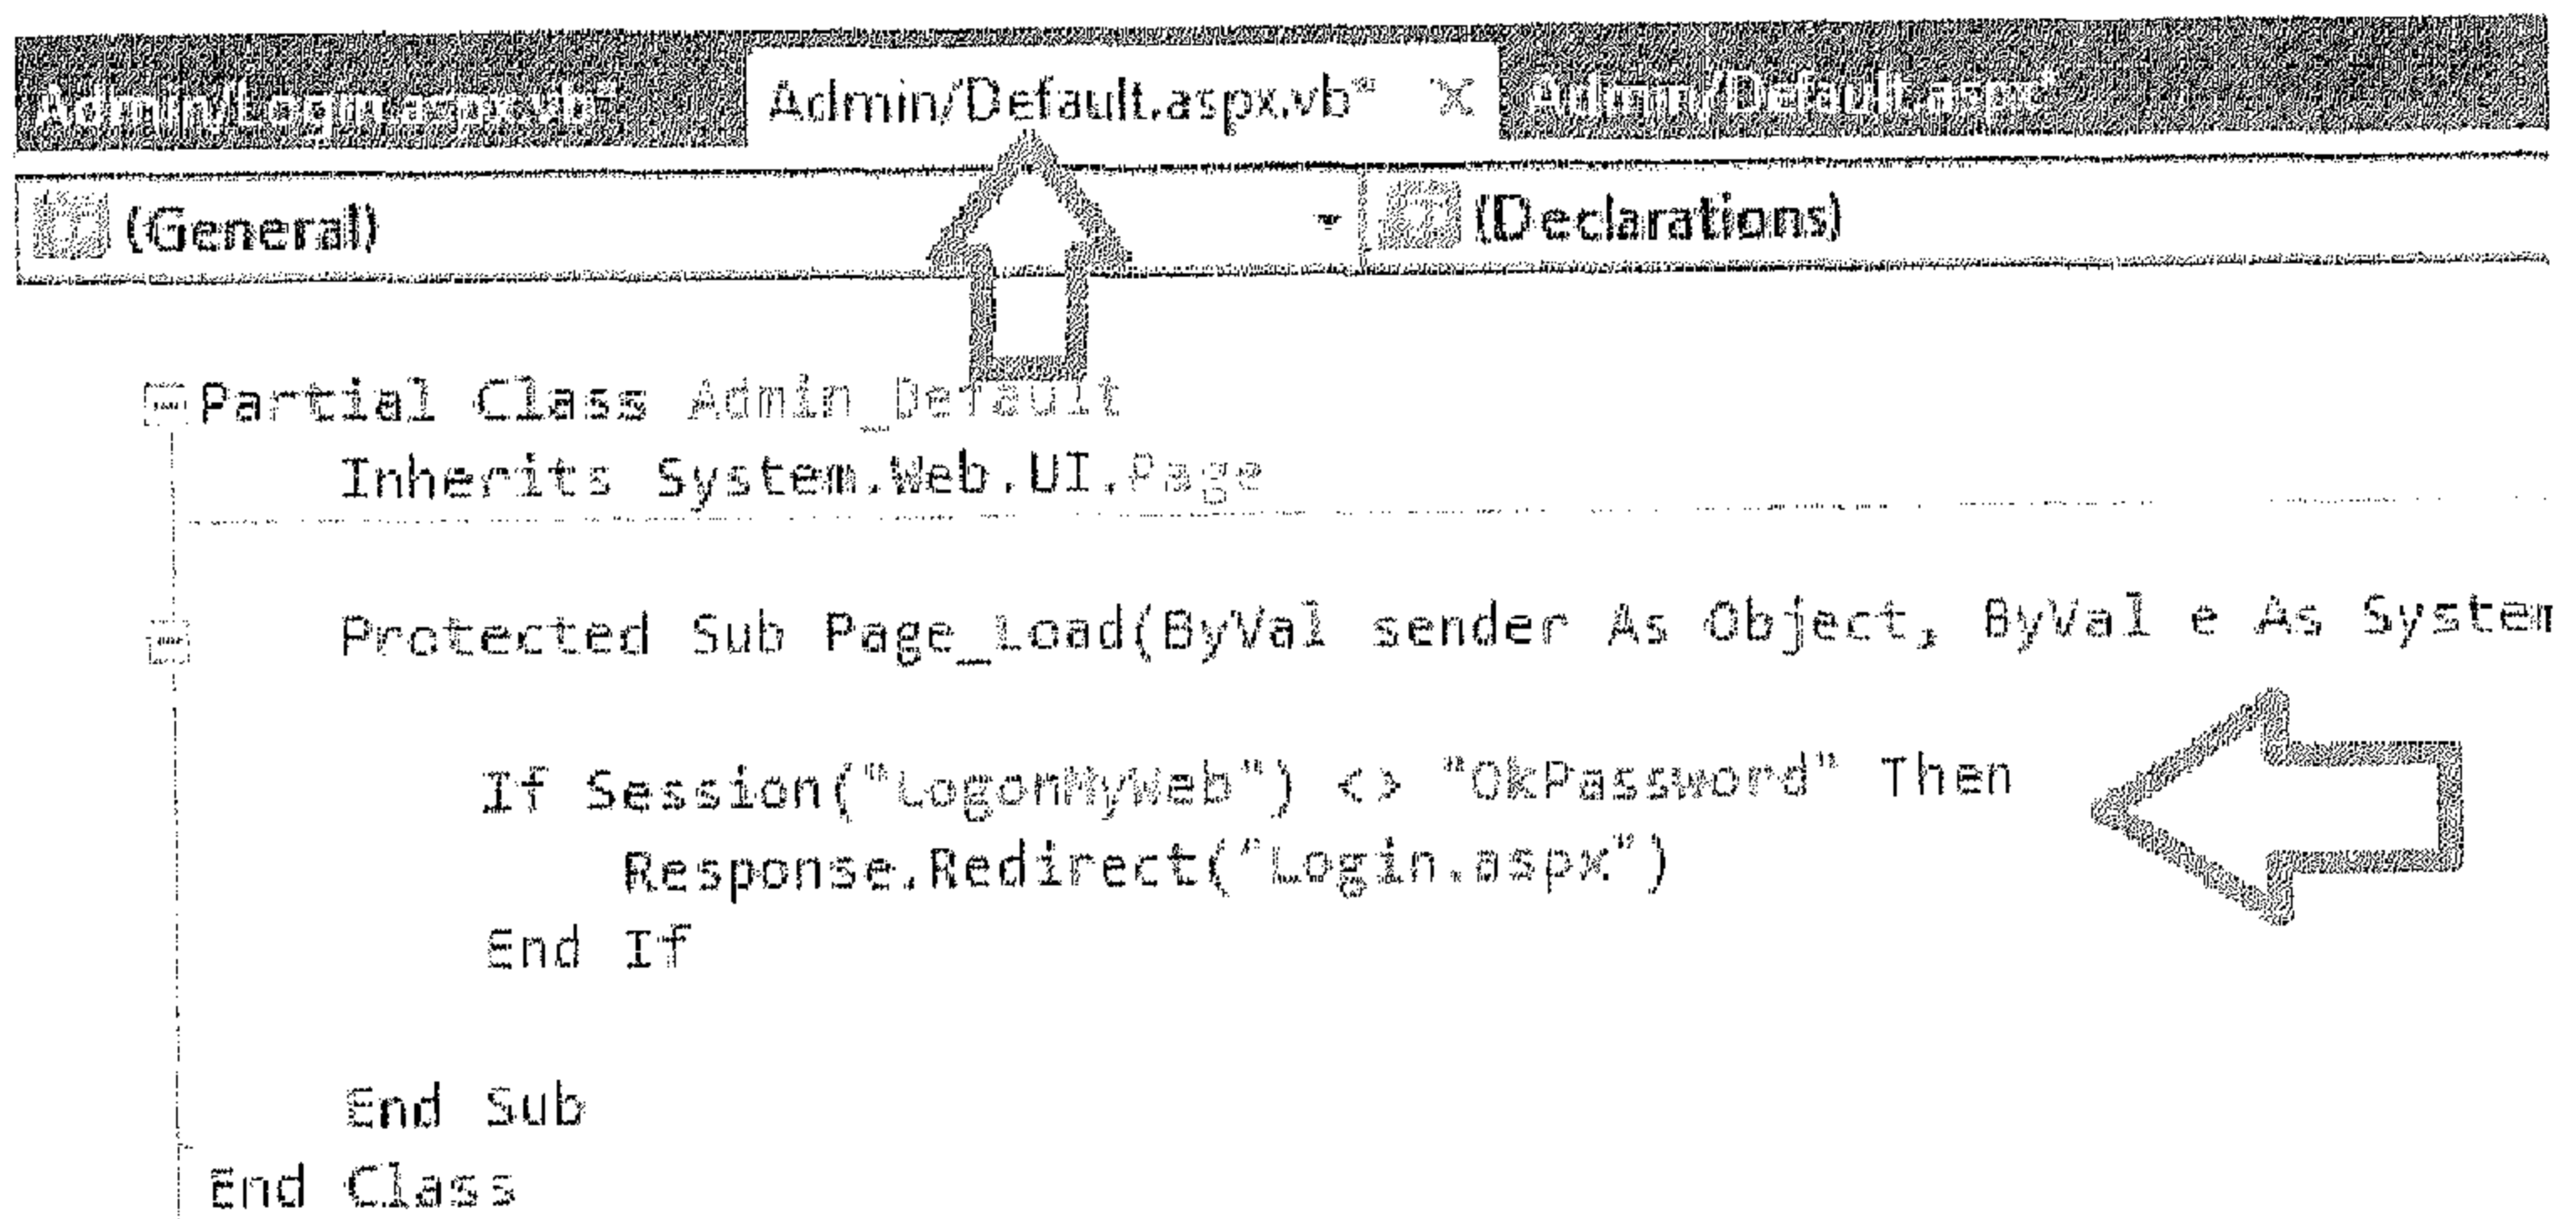 Admin/Login.aspx.vb* Admin/Default.aspx.vb* X Admin/Default.aspx*
(General) (Declarations)
Partial Class Admin_Default
Inherits System.Web.UI.Page
Protected Sub Page_Load(ByVal sender As Object, ByVal e As System
If Session("LogonMyWeb") <> "OkPassword" Then
Response.Redirect("Login.aspx")
End If
End Sub
End Class